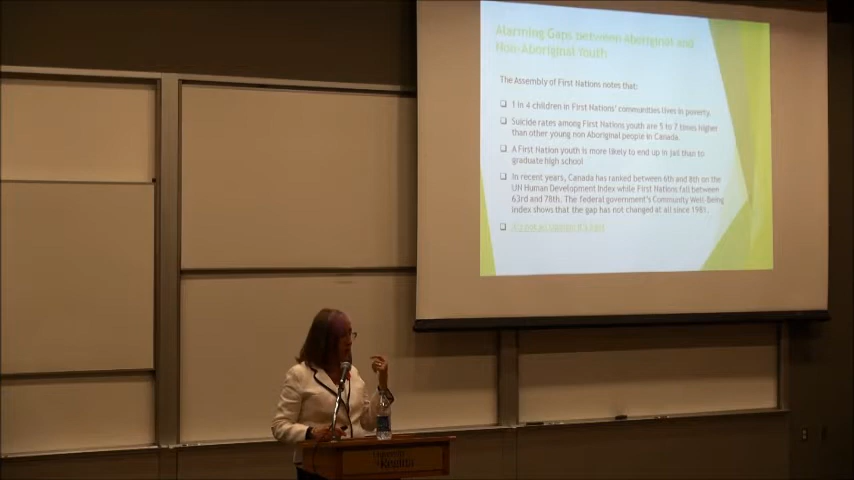 Alarming Gaps between Aboriginal and
Non-Aboriginal Youth
The Assembly of First Nations notes that:
1 in 4 children in First Nations' communities lives in poverty.
Suicide rates among First Nations youth are 5 to 7 times higher
than other young non Aboriginal people in Canada.
A First Nation youth is more likely to end up in jail than to
graduate high school
In recent years, Canada has ranked between 6th and 8th on the
UN Human Development Index while First Nations fall between
63rd and 78th. The federal government's Community Well-Being
Index shows that the gap has not changed at all since 1981.
University
of Regina